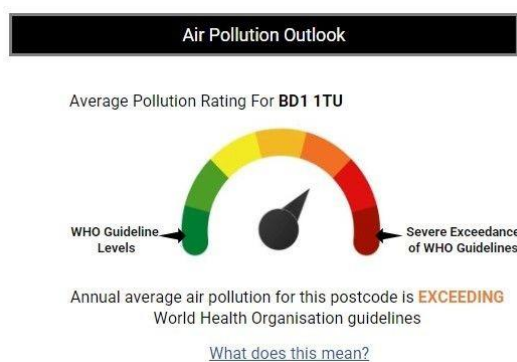 Air Pollution Outlook
Average Pollution Rating For BD1 1TU
WHO Guideline
Levels
Severe Exceedance
of WHO Guidelines
Annual average air pollution for this postcode is EXCEEDING
World Health Organisation guidelines
What does this mean?